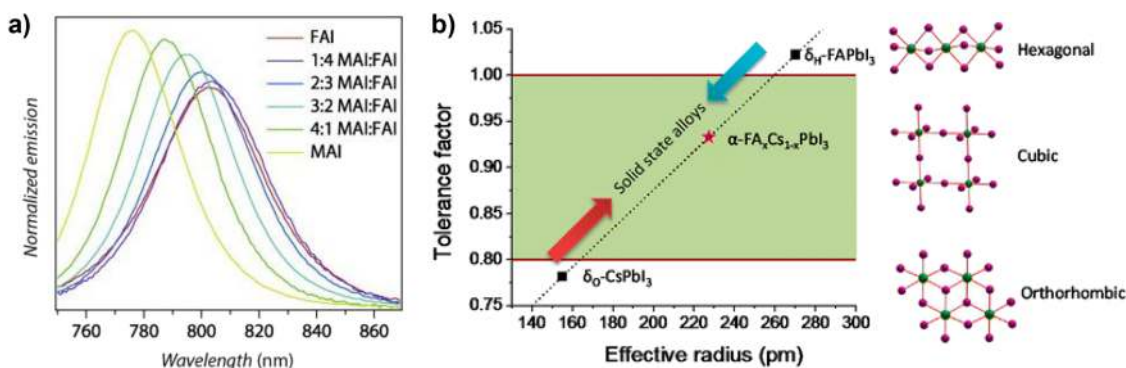 a)
Normalized emission
FAI
1:4 MAI:FAI
2:3 MAI:FAI
3:2 MAI:FAI
4:1 MAI:FAI
MAI
760 780 800 820 840 860
Wavelength (nm)
b)
Tolerance factor
1.05
1.00
0.95
0.90
0.85
0.80
0.75
δH-FAPbI3
Solid state alloys
α-FAxCs1-xPbI3
δO-CsPbI3
140 160 180 200 220 240 260 280 300
Effective radius (pm)
Hexagonal
Cubic
Orthorhombic